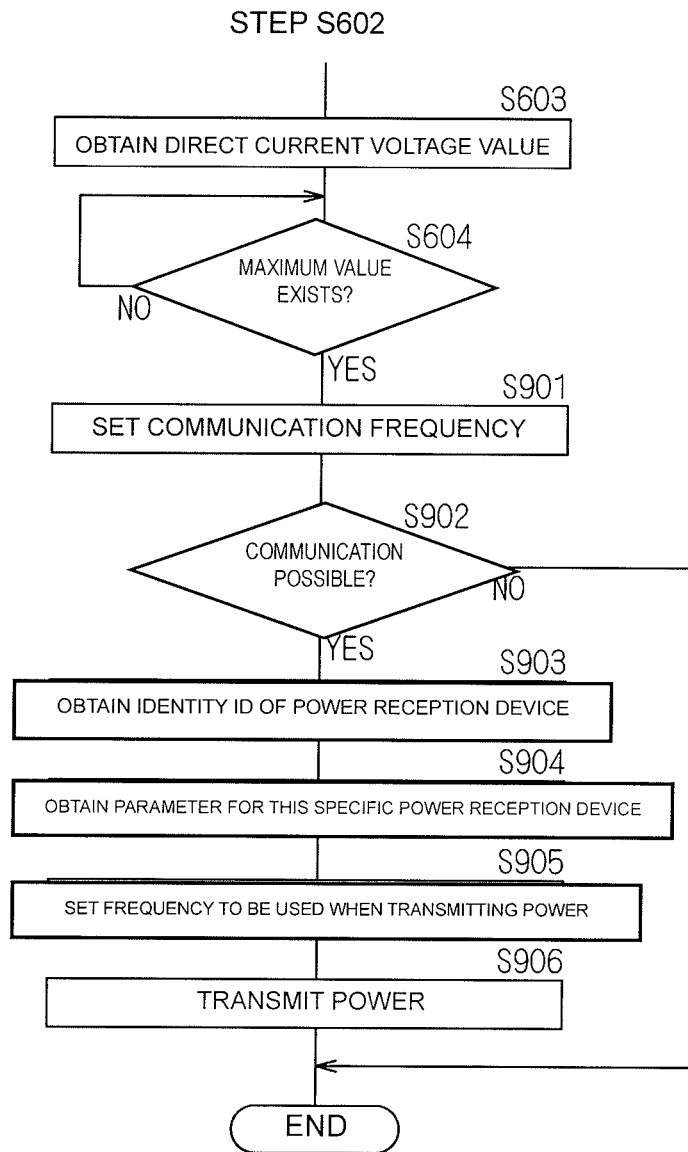 STEP S602
S603
OBTAIN DIRECT CURRENT VOLTAGE VALUE
S604
MAXIMUM VALUE
EXISTS?
NO
YES
S901
SET COMMUNICATION FREQUENCY
S902
COMMUNICATION
POSSIBLE?
NO
YES
S903
OBTAIN IDENTITY ID OF POWER RECEPTION DEVICE
S904
OBTAIN PARAMETER FOR THIS SPECIFIC POWER RECEPTION DEVICE
S905
SET FREQUENCY TO BE USED WHEN TRANSMITTING POWER
S906
TRANSMIT POWER
END